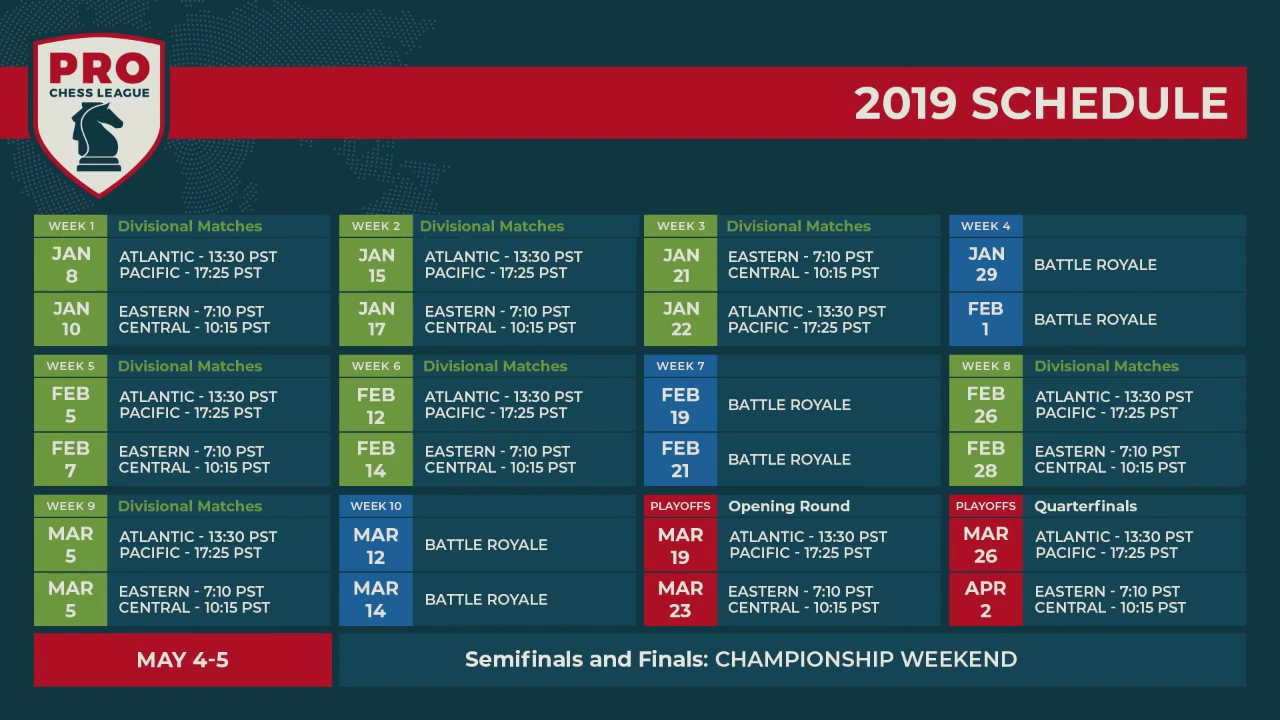 PRO
CHESS LEAGUE
2019 SCHEDULE
WEEK 1 Divisional Matches
JAN
8
ATLANTIC - 13:30 PST
PACIFIC - 17:25 PST
JAN
10
EASTERN - 7:10 PST
CENTRAL - 10:15 PST
WEEK 2 Divisional Matches
JAN
15
ATLANTIC - 13:30 PST
PACIFIC - 17:25 PST
JAN
17
EASTERN - 7:10 PST
CENTRAL - 10:15 PST
WEEK 3 Divisional Matches
JAN
21
EASTERN - 7:10 PST
CENTRAL - 10:15 PST
JAN
22
ATLANTIC - 13:30 PST
PACIFIC - 17:25 PST
WEEK 4
JAN
29
BATTLE ROYALE
FEB
1
BATTLE ROYALE
WEEK 5 Divisional Matches
FEB
5
ATLANTIC - 13:30 PST
PACIFIC - 17:25 PST
FEB
7
EASTERN - 7:10 PST
CENTRAL - 10:15 PST
WEEK 6 Divisional Matches
FEB
12
ATLANTIC - 13:30 PST
PACIFIC - 17:25 PST
FEB
14
EASTERN - 7:10 PST
CENTRAL - 10:15 PST
WEEK 7
FEB
19
BATTLE ROYALE
FEB
21
BATTLE ROYALE
WEEK 8 Divisional Matches
FEB
26
ATLANTIC - 13:30 PST
PACIFIC - 17:25 PST
FEB
28
EASTERN - 7:10 PST
CENTRAL - 10:15 PST
WEEK 9 Divisional Matches
MAR
5
ATLANTIC - 13:30 PST
PACIFIC - 17:25 PST
MAR
5
EASTERN - 7:10 PST
CENTRAL - 10:15 PST
WEEK 10
MAR
12
BATTLE ROYALE
MAR
14
BATTLE ROYALE
PLAYOFFS Opening Round
MAR
19
ATLANTIC - 13:30 PST
PACIFIC - 17:25 PST
MAR
23
EASTERN - 7:10 PST
CENTRAL - 10:15 PST
PLAYOFFS Quarterfinals
MAR
26
ATLANTIC - 13:30 PST
PACIFIC - 17:25 PST
APR
2
EASTERN - 7:10 PST
CENTRAL - 10:15 PST
MAY 4-5
Semifinals and Finals: CHAMPIONSHIP WEEKEND